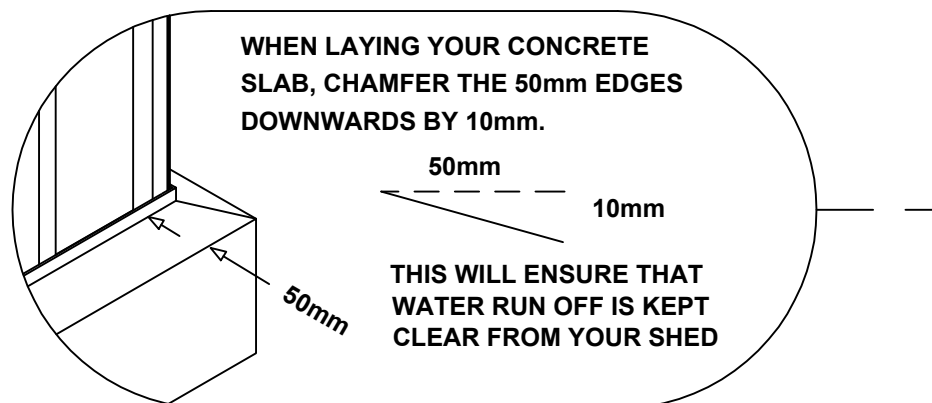 WHEN LAYING YOUR CONCRETE
SLAB, CHAMFER THE 50mm EDGES
DOWNWARDS BY 10mm.
50mm
10mm
50mm
THIS WILL ENSURE THAT
WATER RUN OFF IS KEPT
CLEAR FROM YOUR SHED